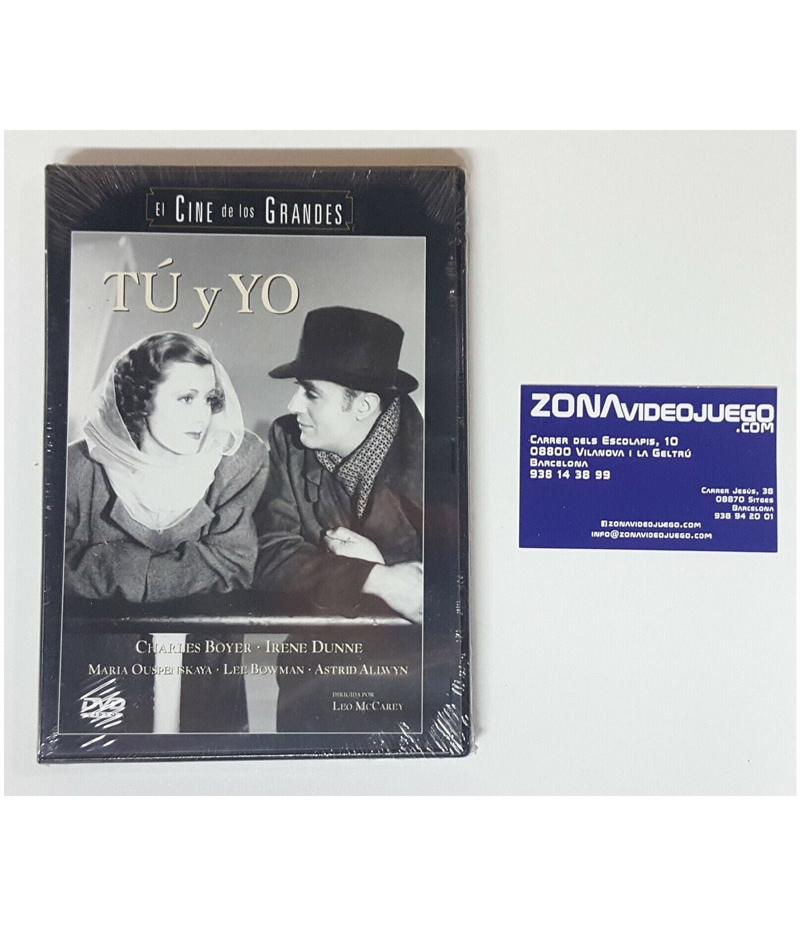 El CINE de los GRANDES
TÚ y YO
CHARLES BOYER · IRENE DUNNE
MARIA OUSPENSKAYA · LEE BOWMAN · ASTRID ALLWYN
DIRIGIDA POR
LEO McCAREY
DVD
VIDEO
ZONAVIDEOJUEGO
.COM
CARRER DELS ESCOLAPIS, 10
08800 VILANOVA I LA GELTRÚ
BARCELONA
938 14 38 99
CARRER JESÚS, 38
08870 SITGES
BARCELONA
938 94 20 01
FZONAVIDEOJUEGO.COM
INFO@ZONAVIDEOJUEGO.COM